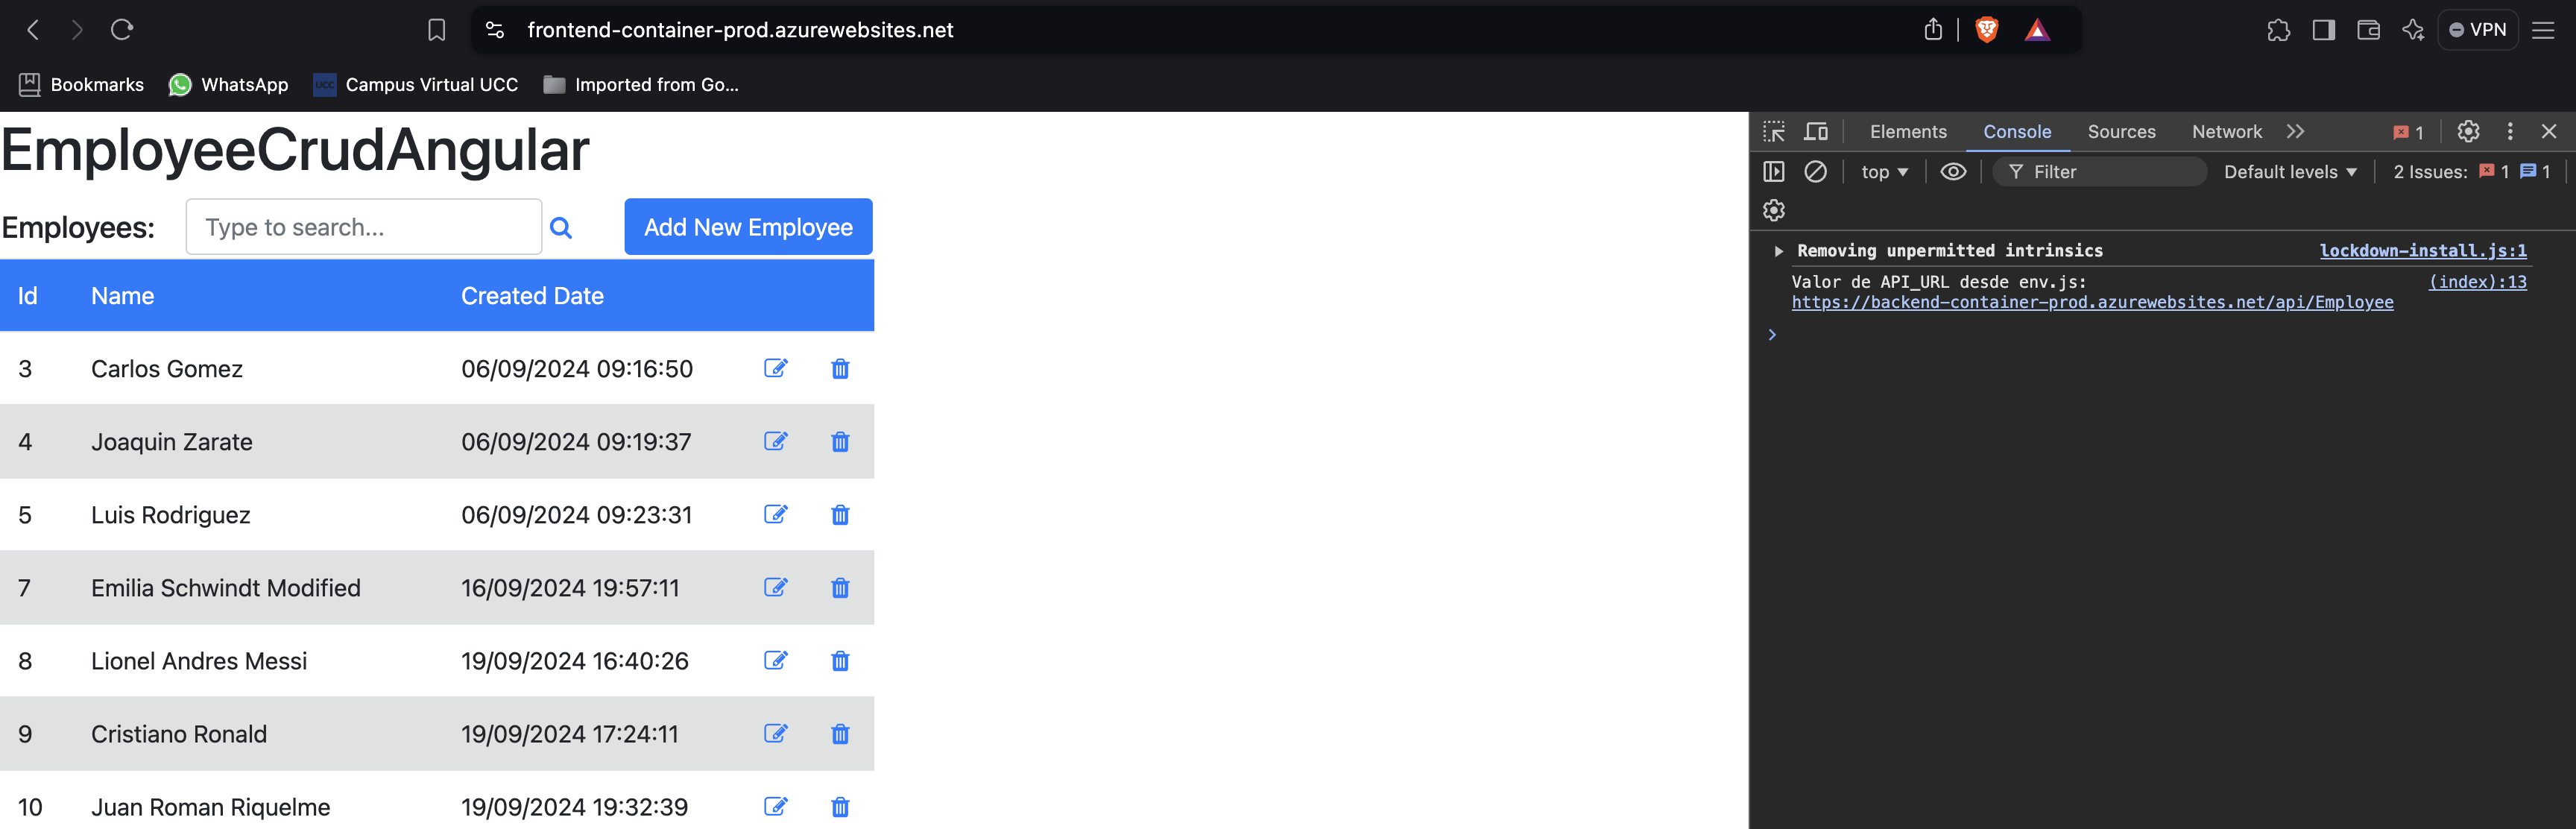 frontend-container-prod.azurewebsites.net
VPN
Bookmarks WhatsApp UCC Campus Virtual UCC Imported from Go...
EmployeeCrudAngular
Employees: Type to search... Add New Employee
Id Name Created Date
3 Carlos Gomez 06/09/2024 09:16:50
4 Joaquin Zarate 06/09/2024 09:19:37
5 Luis Rodriguez 06/09/2024 09:23:31
7 Emilia Schwindt Modified 16/09/2024 19:57:11
8 Lionel Andres Messi 19/09/2024 16:40:26
9 Cristiano Ronald 19/09/2024 17:24:11
10 Juan Roman Riquelme 19/09/2024 19:32:39
Elements Console Sources Network 1
top Filter Default levels 2 Issues: 1 1
Removing unpermitted intrinsics lockdown-install.js:1
Valor de API_URL desde env.js: (index):13
https://backend-container-prod.azurewebsites.net/api/Employee